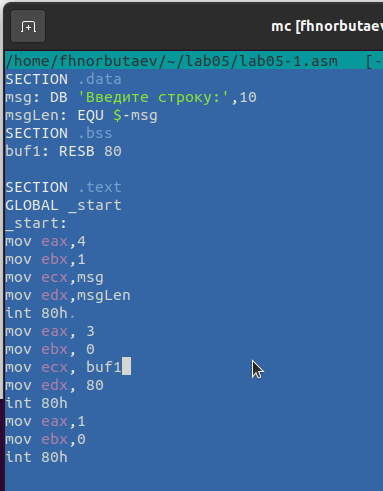 mc [fhnorbutaev
/home/fhnorbutaev/~/lab05/lab05-1.asm [-
SECTION .data
msg: DB 'Введите строку:',10
msgLen: EQU $-msg
SECTION .bss
buf1: RESB 80
SECTION .text
GLOBAL _start
_start:
mov eax,4
mov ebx,1
mov ecx,msg
mov edx,msgLen
int 80h.
mov eax, 3
mov ebx, 0
mov ecx, buf1
mov edx, 80
int 80h
mov eax,1
mov ebx,0
int 80h